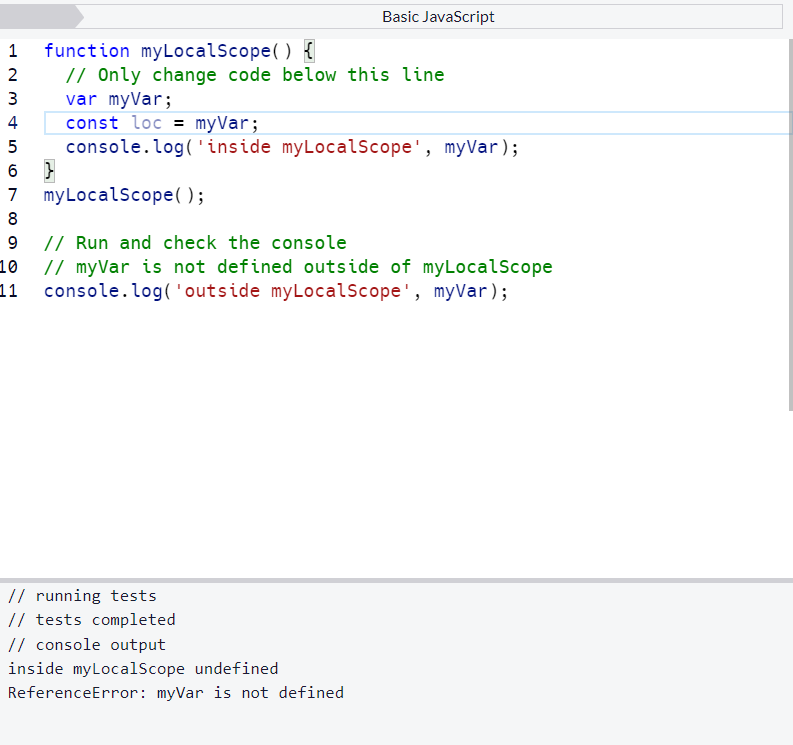 Basic JavaScript
1 function myLocalScope() {
2   // Only change code below this line
3   var myVar;
4   const loc = myVar;
5   console.log('inside myLocalScope', myVar);
6 }
7 myLocalScope();
8
9 // Run and check the console
10 // myVar is not defined outside of myLocalScope
11 console.log('outside myLocalScope', myVar);
// running tests
// tests completed
// console output
inside myLocalScope undefined
ReferenceError: myVar is not defined